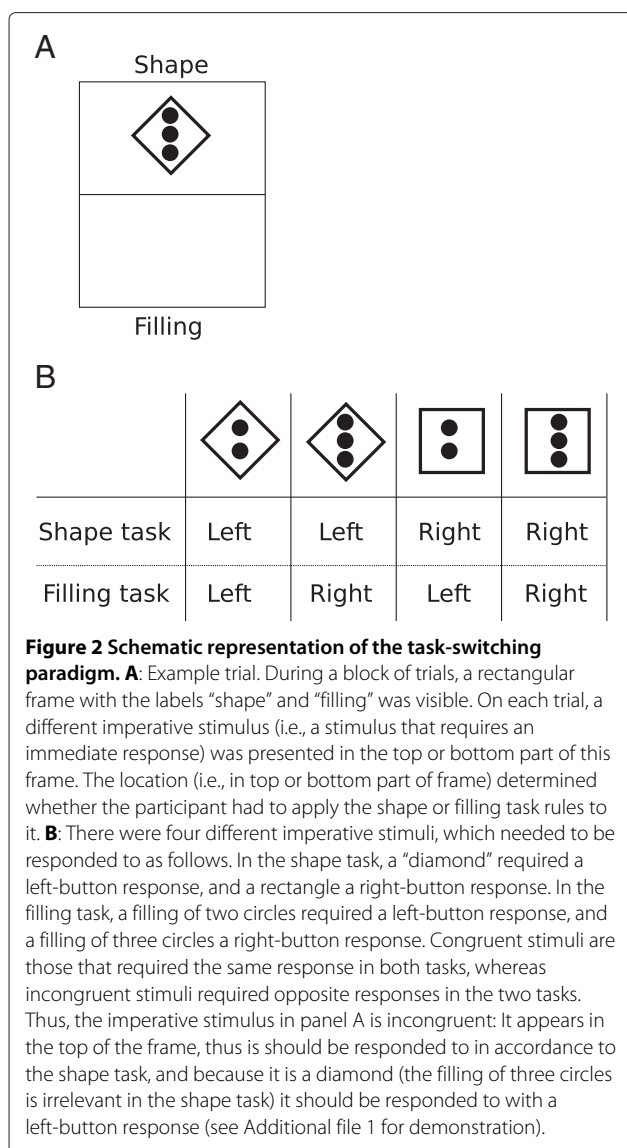 A
Shape
Filling
B
Shape task Left Left Right Right
Filling task Left Right Left Right
Figure 2 Schematic representation of the task-switching
paradigm. A: Example trial. During a block of trials, a rectangular
frame with the labels “shape” and “filling” was visible. On each trial, a
different imperative stimulus (i.e., a stimulus that requires an
immediate response) was presented in the top or bottom part of this
frame. The location (i.e., in top or bottom part of frame) determined
whether the participant had to apply the shape or filling task rules to
it. B: There were four different imperative stimuli, which needed to be
responded to as follows. In the shape task, a “diamond” required a
left-button response, and a rectangle a right-button response. In the
filling task, a filling of two circles required a left-button response, and
a filling of three circles a right-button response. Congruent stimuli are
those that required the same response in both tasks, whereas
incongruent stimuli required opposite responses in the two tasks.
Thus, the imperative stimulus in panel A is incongruent: It appears in
the top of the frame, thus is should be responded to in accordance to
the shape task, and because it is a diamond (the filling of three circles
is irrelevant in the shape task) it should be responded to with a
left-button response (see Additional file 1 for demonstration).